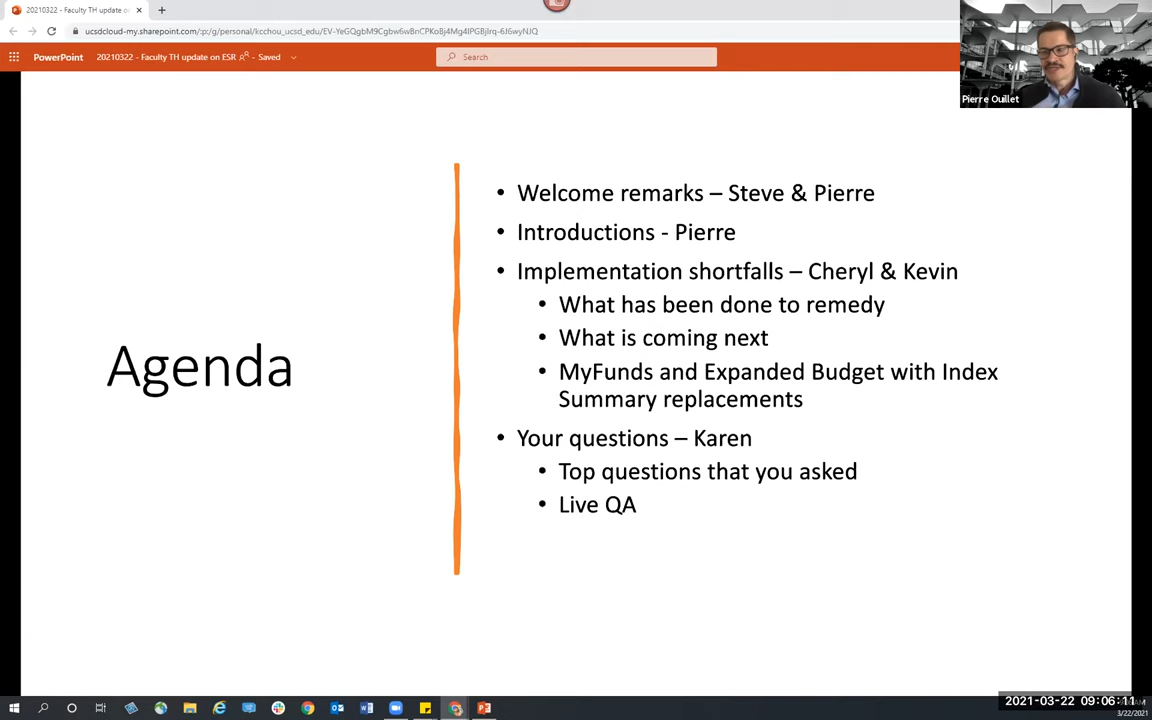 20210322 - Faculty TH update o
ucsdcloud-my.sharepoint.com/:p:/g/personal/kcchou_ucsd_edu/EV-YeGQgbM9Cgbw6wBnCPKoBj4Mg4IPGBjIrq-6J6wyNJQ
PowerPoint
20210322 - Faculty TH update on ESR - Saved
Search
Pierre Ouillet
Agenda
• Welcome remarks – Steve & Pierre
• Introductions - Pierre
• Implementation shortfalls – Cheryl & Kevin
• What has been done to remedy
• What is coming next
• MyFunds and Expanded Budget with Index
Summary replacements
• Your questions – Karen
• Top questions that you asked
• Live QA
2021-03-22 09:06:11
3/22/2021